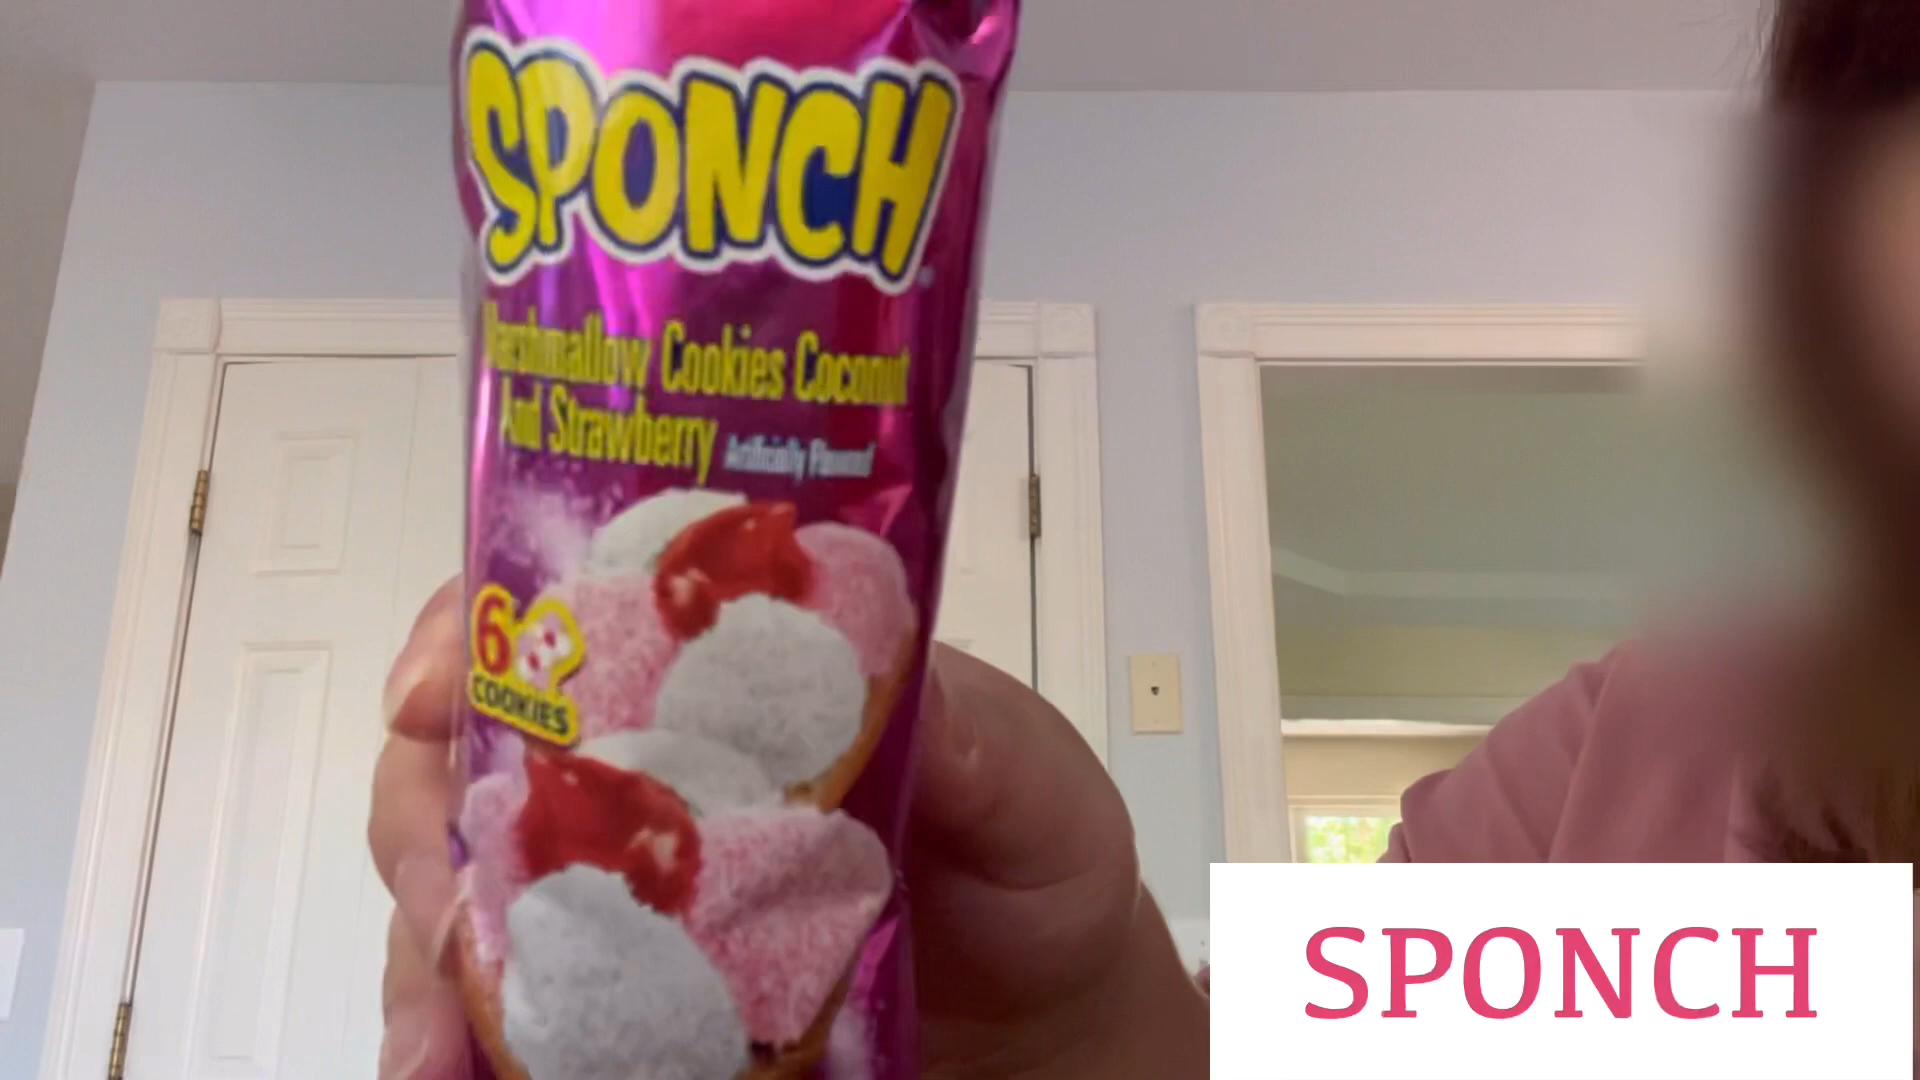 SPONCH
Marshmallow Cookies Coconut
And Strawberry Artificially Flavored
6
COOKIES
SPONCH